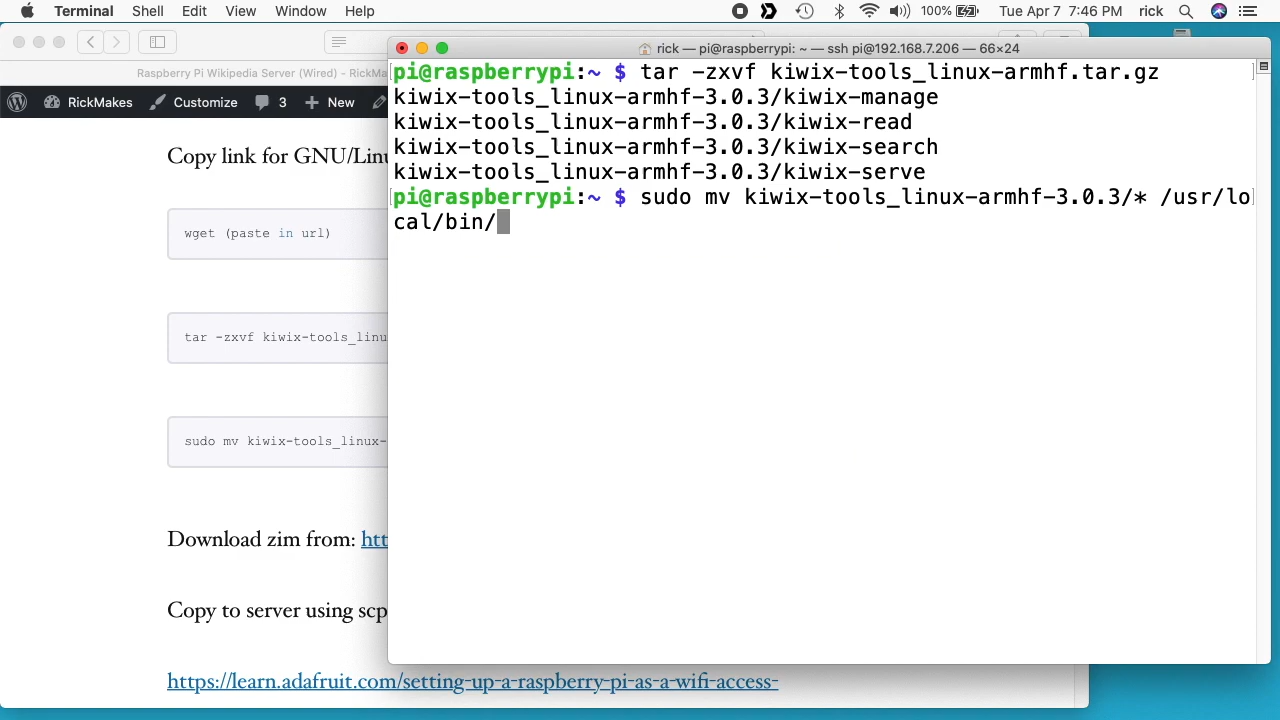 Terminal Shell Edit View Window Help 100% Tue Apr 7 7:46 PM rick
rick — pi@raspberrypi: ~ — ssh pi@192.168.7.206 — 66×24
Raspberry Pi Wikipedia Server (Wired) - RickMa
RickMakes Customize 3 New
pi@raspberrypi:~ $ tar -zxvf kiwix-tools_linux-armhf.tar.gz
kiwix-tools_linux-armhf-3.0.3/kiwix-manage
kiwix-tools_linux-armhf-3.0.3/kiwix-read
kiwix-tools_linux-armhf-3.0.3/kiwix-search
kiwix-tools_linux-armhf-3.0.3/kiwix-serve
pi@raspberrypi:~ $ sudo mv kiwix-tools_linux-armhf-3.0.3/* /usr/lo
cal/bin/
Copy link for GNU/Linu
wget (paste in url)
tar -zxvf kiwix-tools_linu
sudo mv kiwix-tools_linux-
Download zim from: htt
Copy to server using scp
https://learn.adafruit.com/setting-up-a-raspberry-pi-as-a-wifi-access-